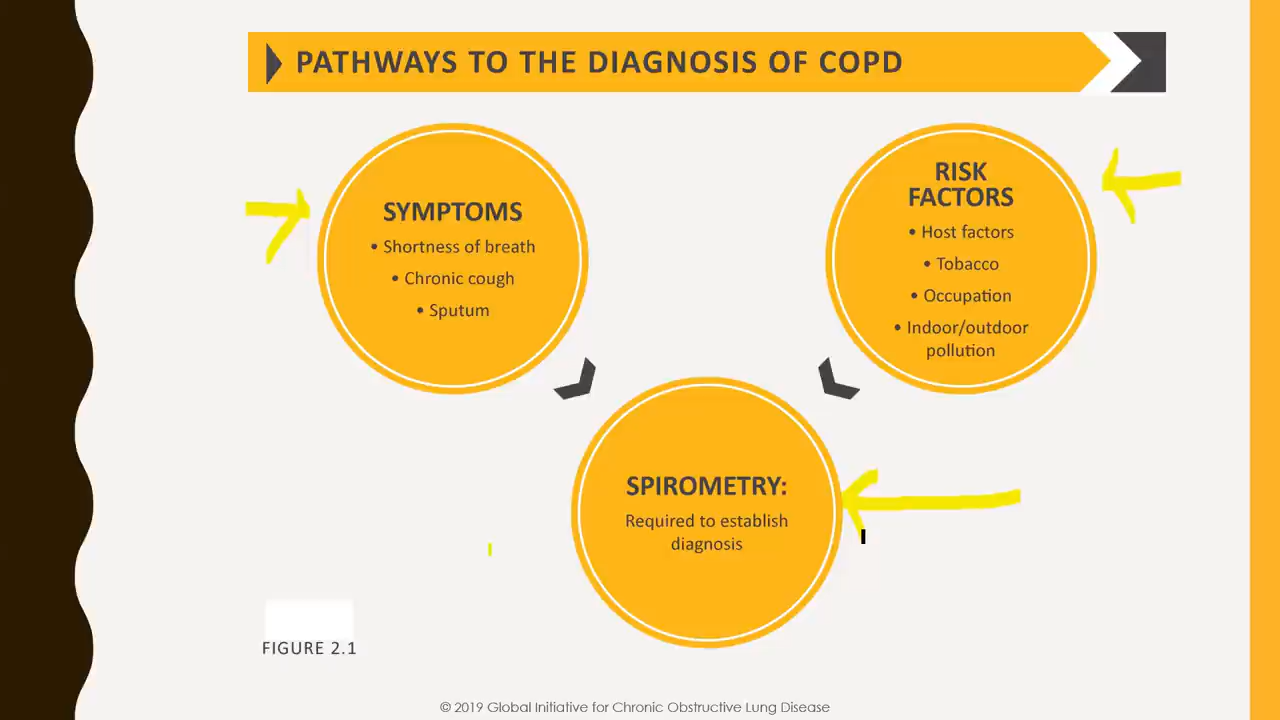 PATHWAYS TO THE DIAGNOSIS OF COPD
SYMPTOMS
• Shortness of breath
• Chronic cough
• Sputum
RISK
FACTORS
• Host factors
• Tobacco
• Occupation
• Indoor/outdoor
pollution
SPIROMETRY:
Required to establish
diagnosis
FIGURE 2.1
© 2019 Global Initiative for Chronic Obstructive Lung Disease